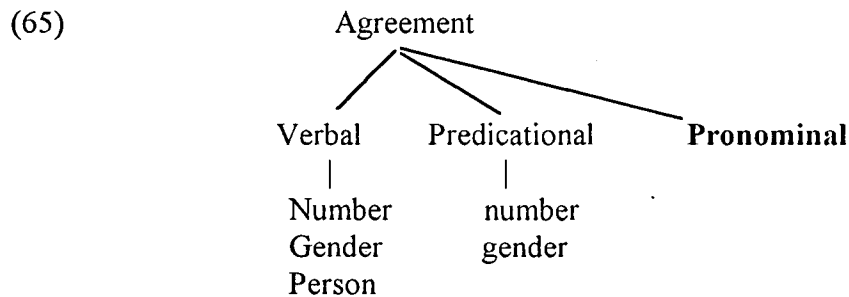 (65) Agreement
Verbal Predicational Pronominal
Number number
Gender gender
Person